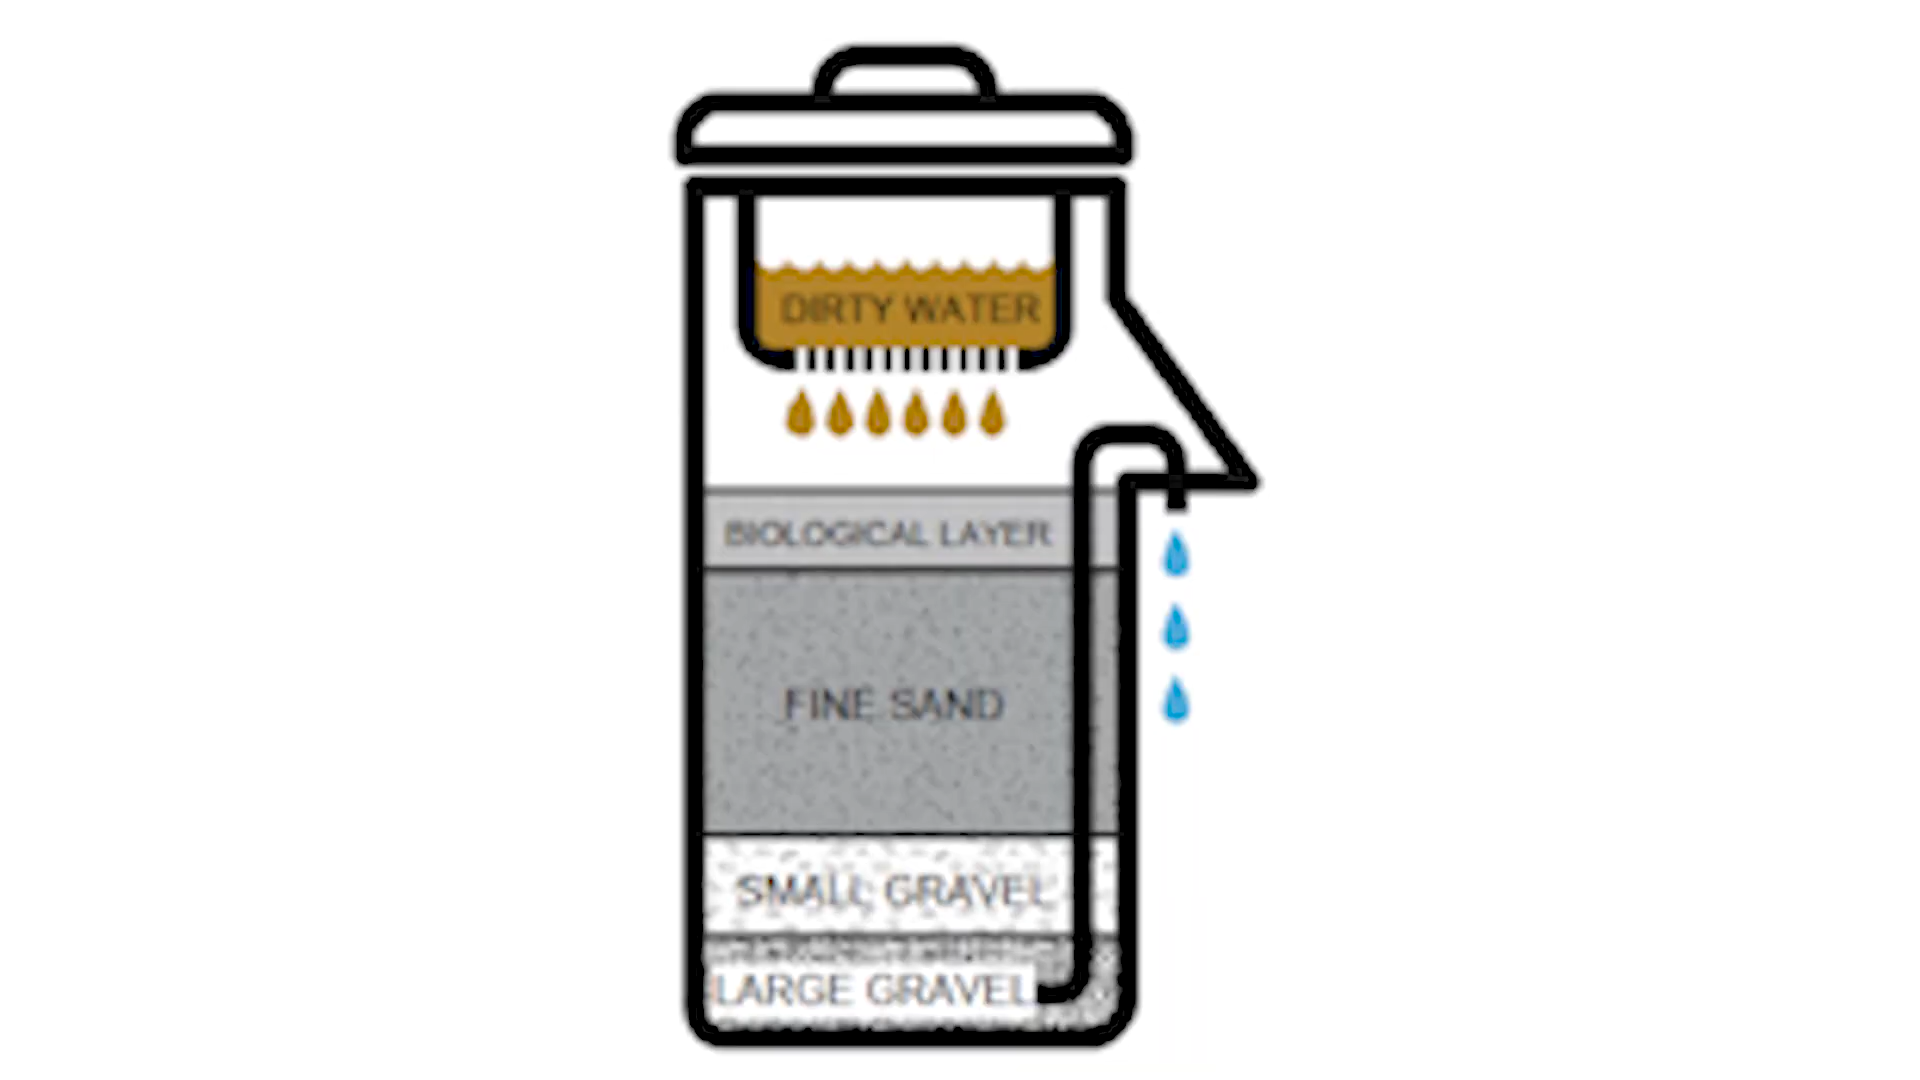 DIRTY WATER
BIOLOGICAL LAYER
FINE SAND
SMALL GRAVEL
LARGE GRAVEL